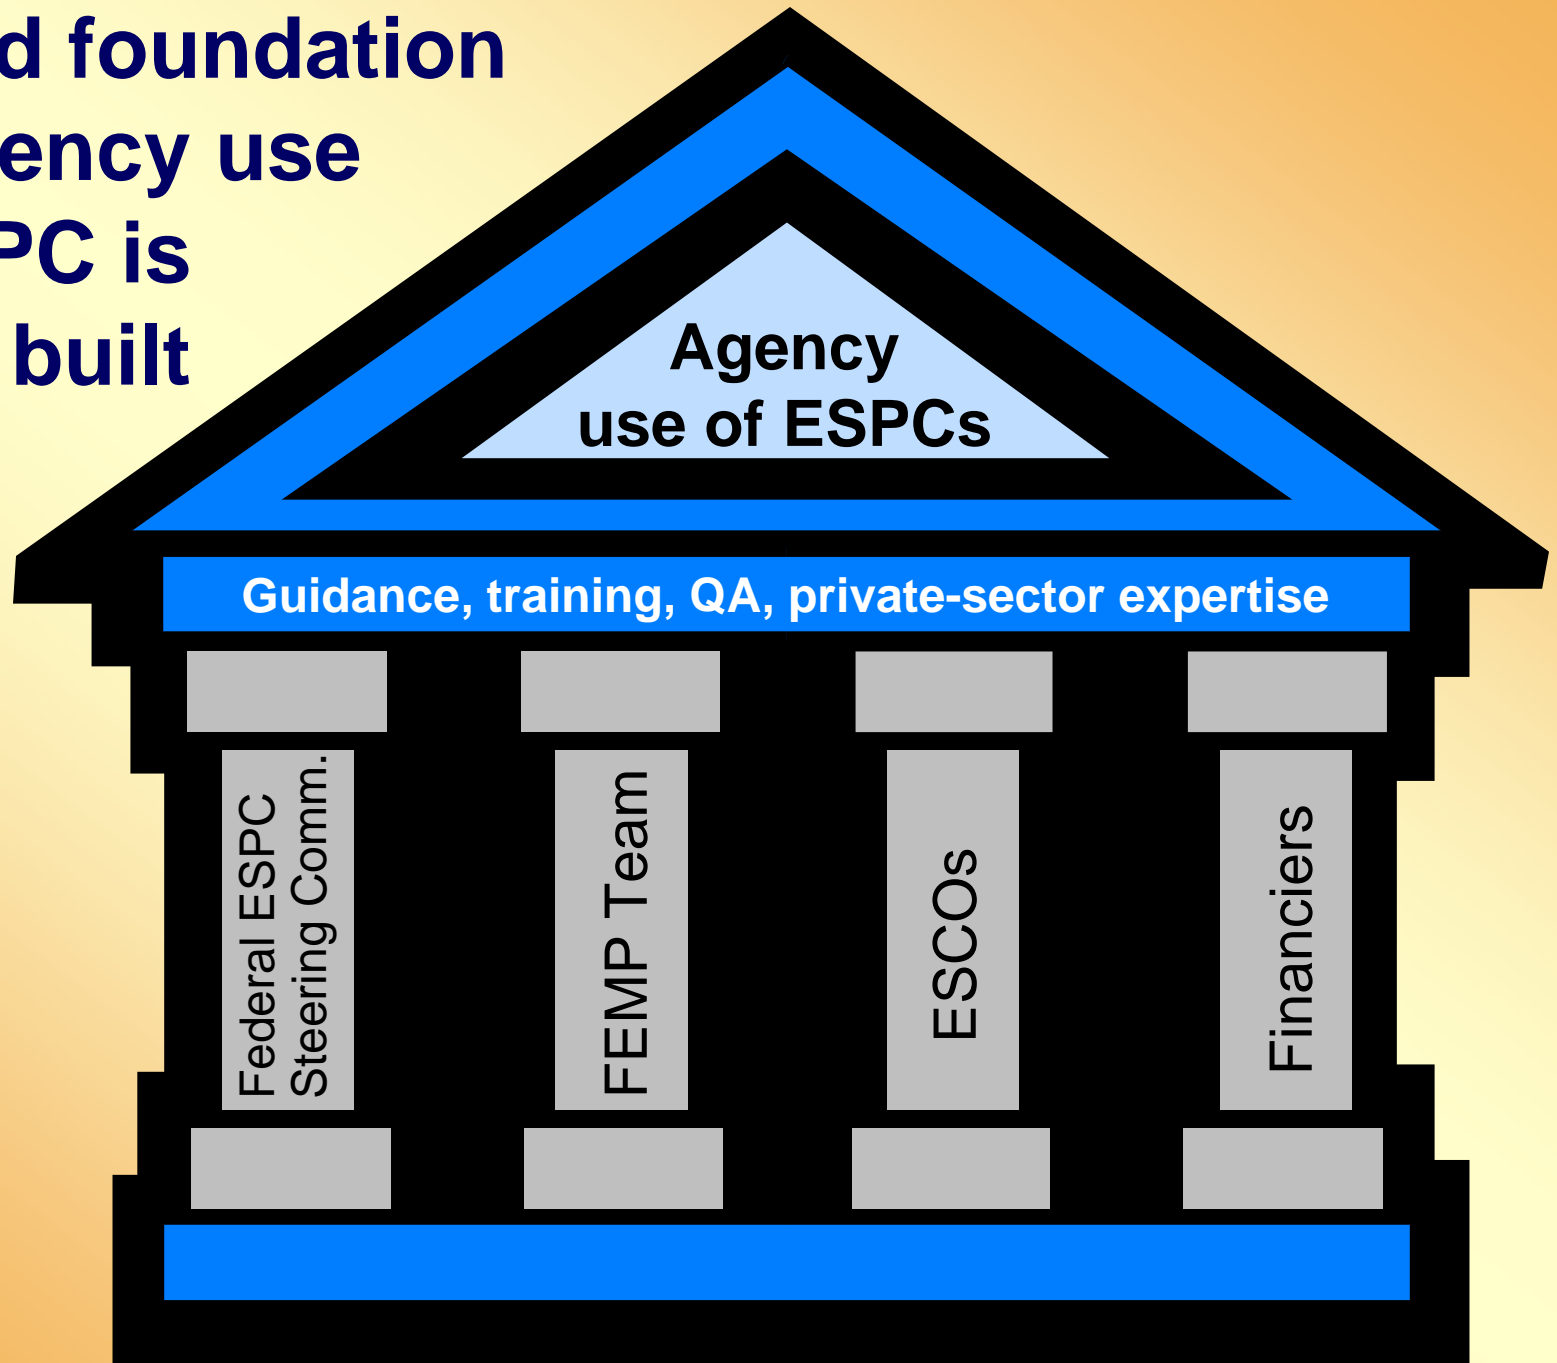 d foundation
ency use
PC is
built
Agency
use of ESPCs
Guidance, training, QA, private-sector expertise
Federal ESPC
Steering Comm.
FEMP Team
ESCOs
Financiers